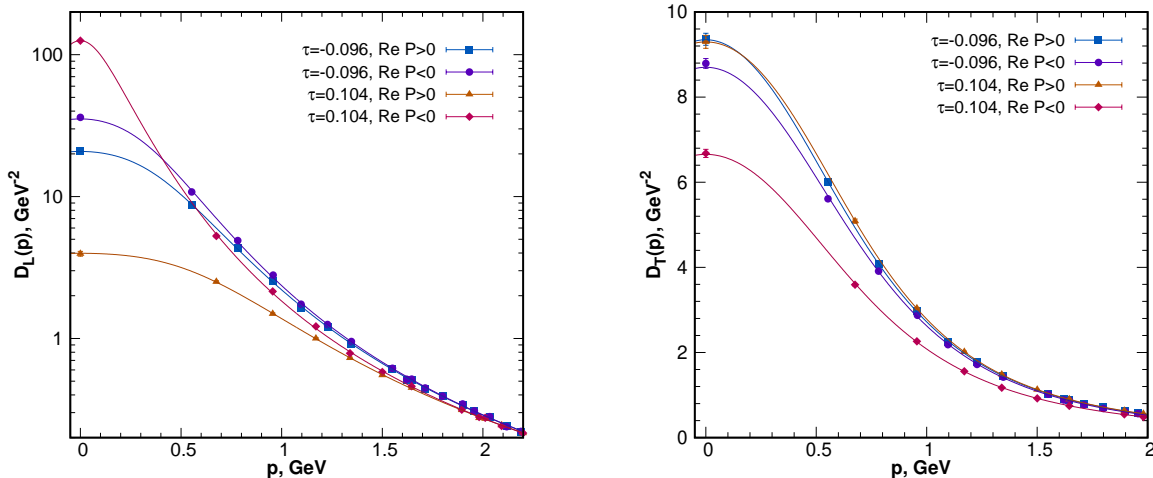 τ=-0.096, Re P>0
τ=-0.096, Re P<0
τ=0.104, Re P>0
τ=0.104, Re P<0
100
10
1
D_L(p), GeV^-2
0 0.5 1 1.5 2
p, GeV
τ=-0.096, Re P>0
τ=-0.096, Re P<0
τ=0.104, Re P>0
τ=0.104, Re P<0
10
8
6
4
2
0
D_T(p), GeV^-2
0 0.5 1 1.5 2
p, GeV